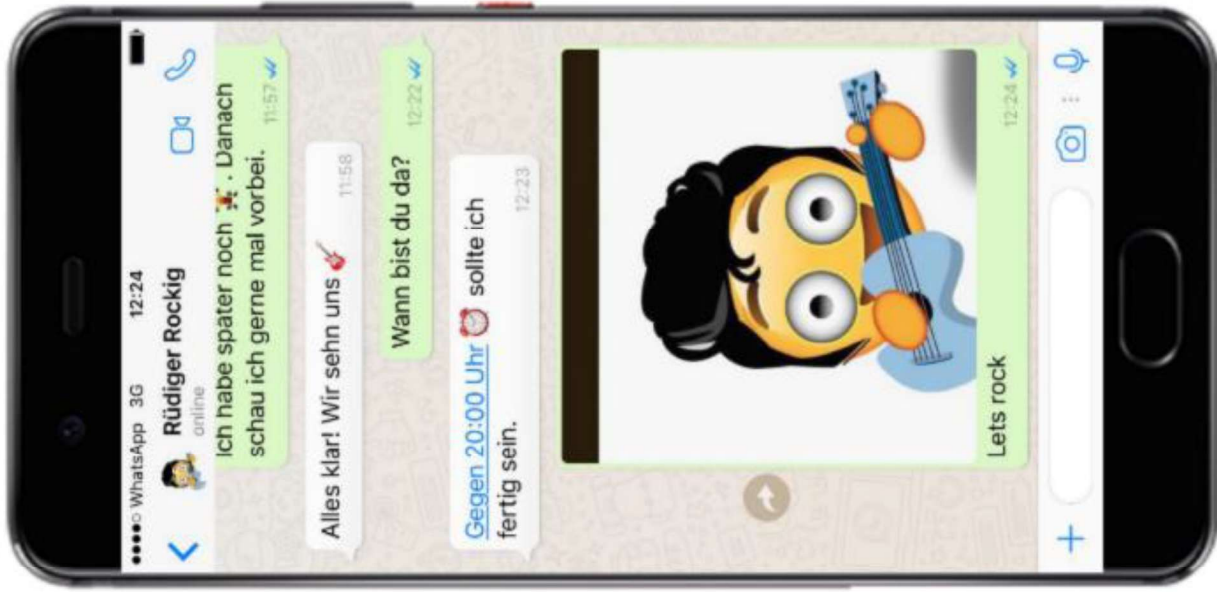 WhatsApp 3G 12:24
Rüdiger Rockig
online
Ich habe später noch . Danach
schau ich gerne mal vorbei.
11:57
Alles klar! Wir sehn uns
11:58
Wann bist du da?
12:22
Gegen 20:00 Uhr sollte ich
fertig sein.
12:23
Lets rock
12:24